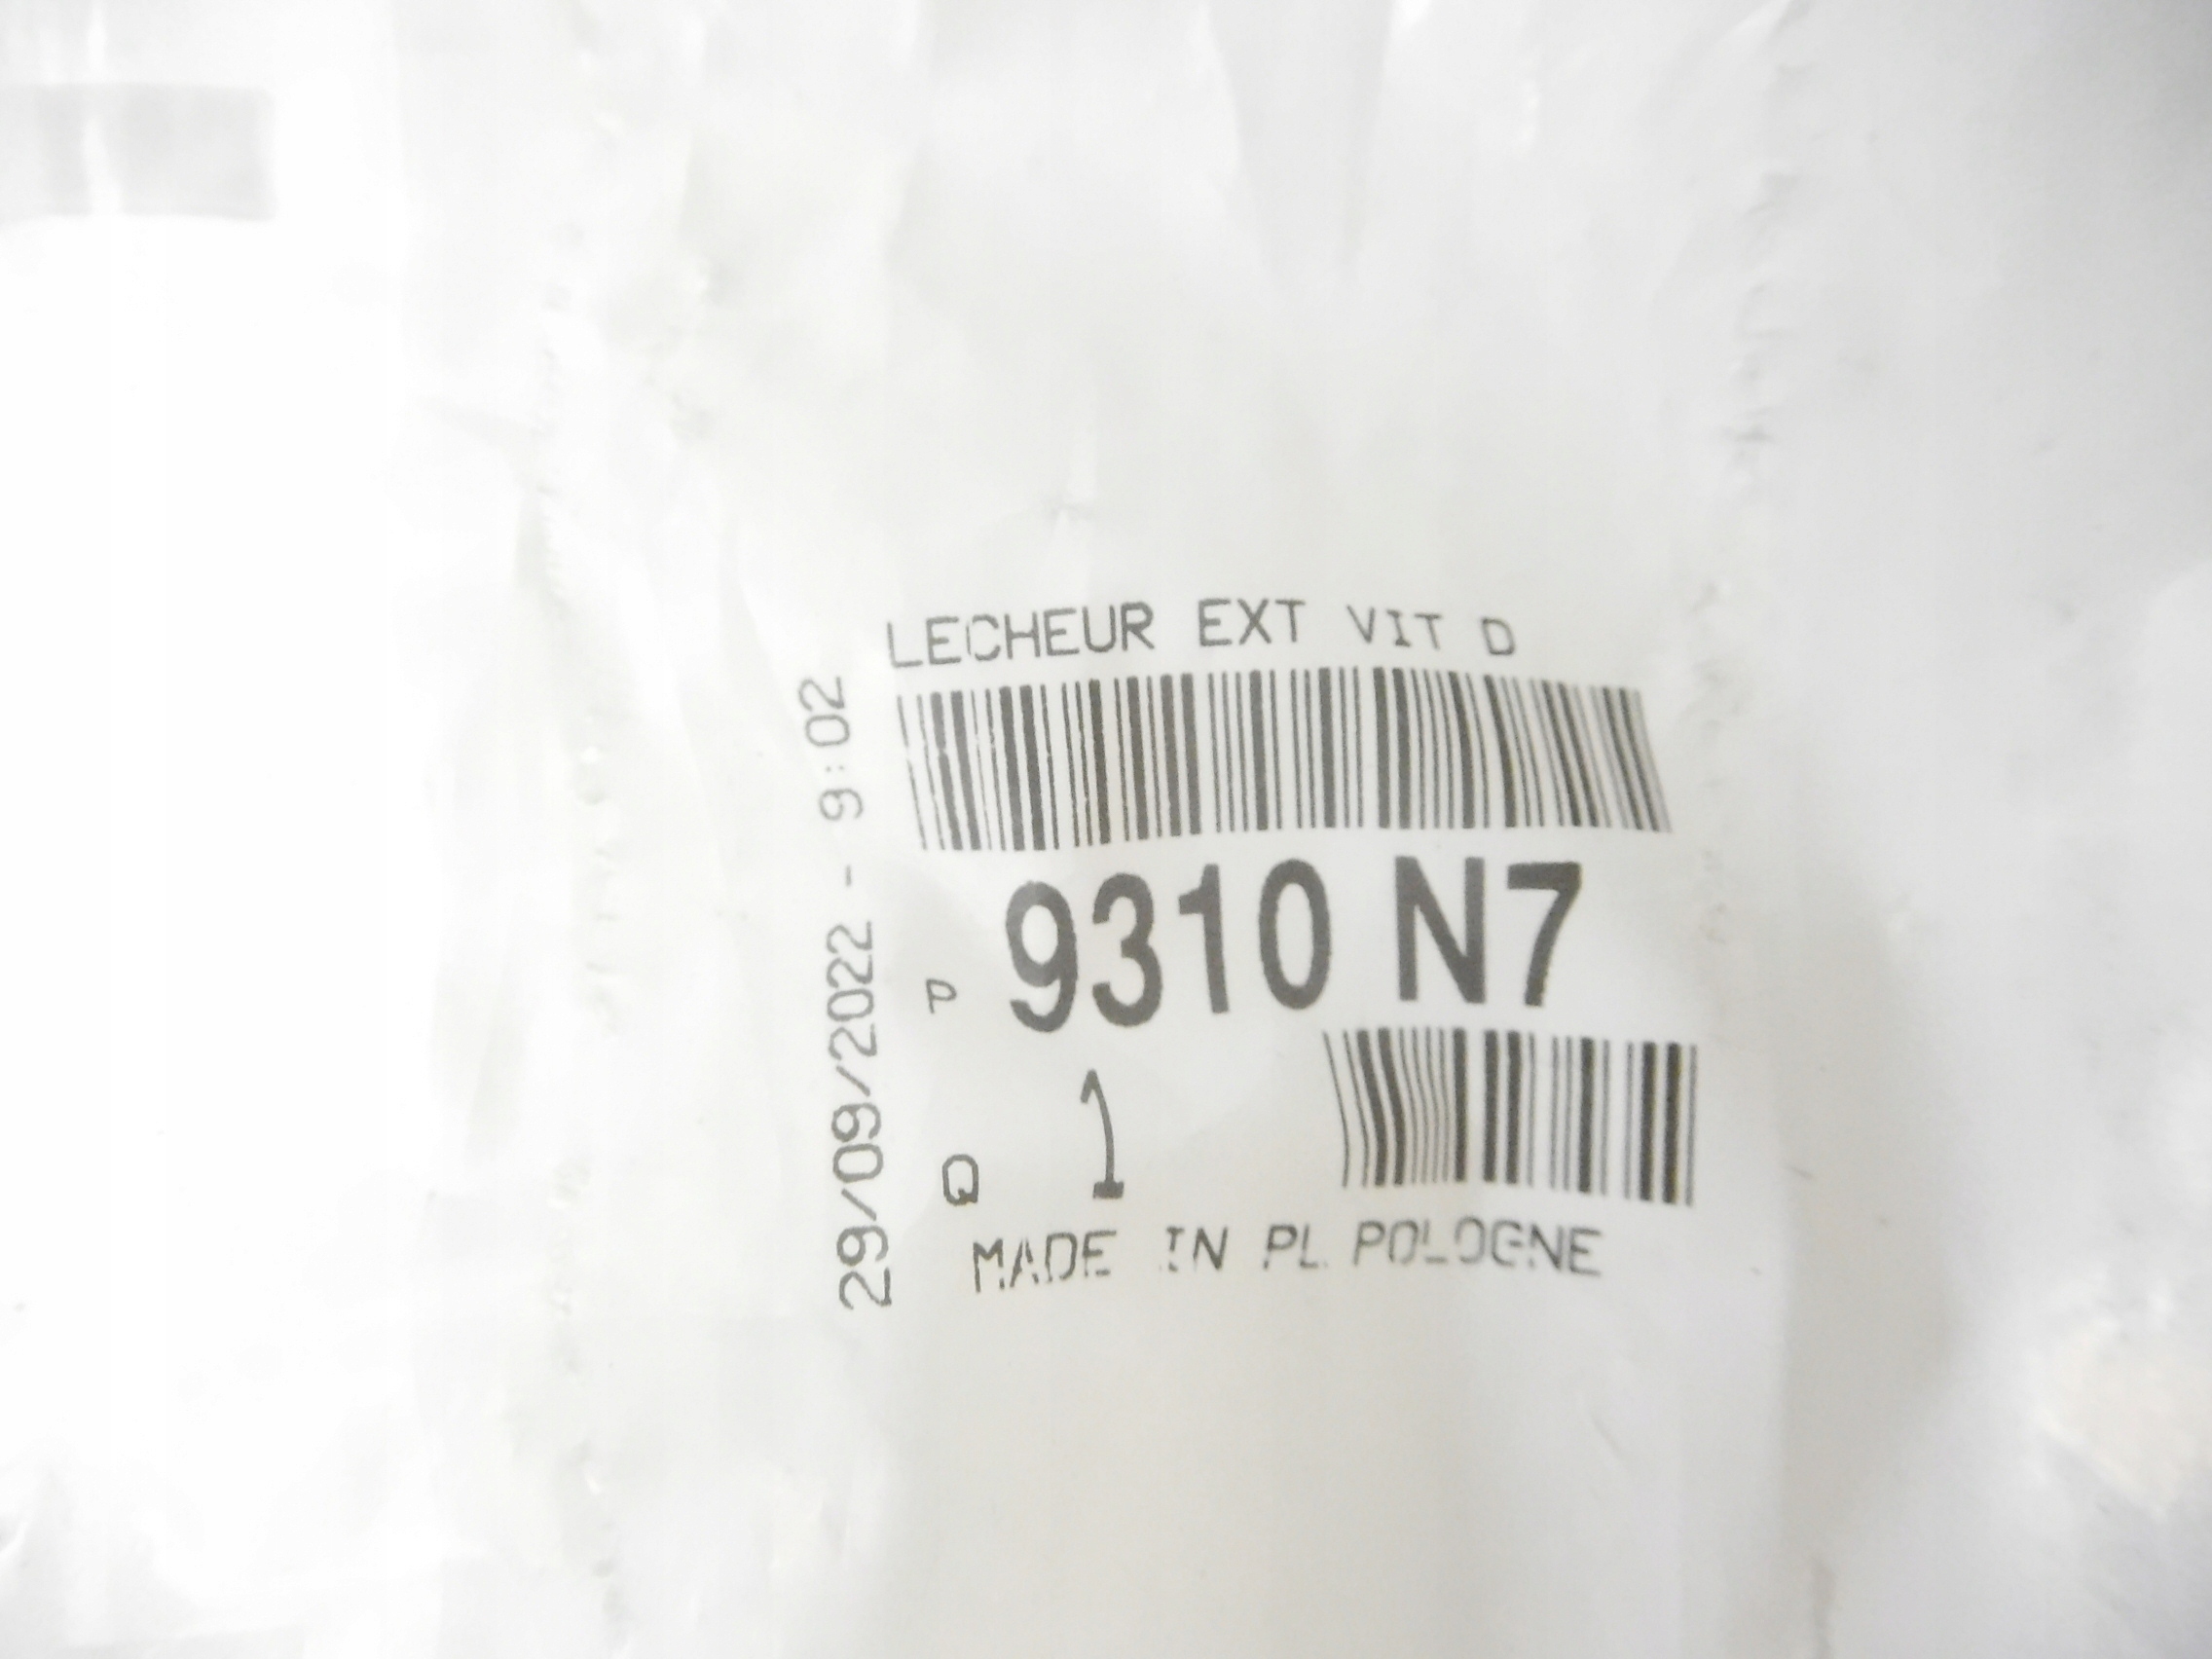 LECHEUR EXT VIT D
29/09/2022 - 9:02
P 9310 N7
Q 1
MADE IN PL POLOGNE